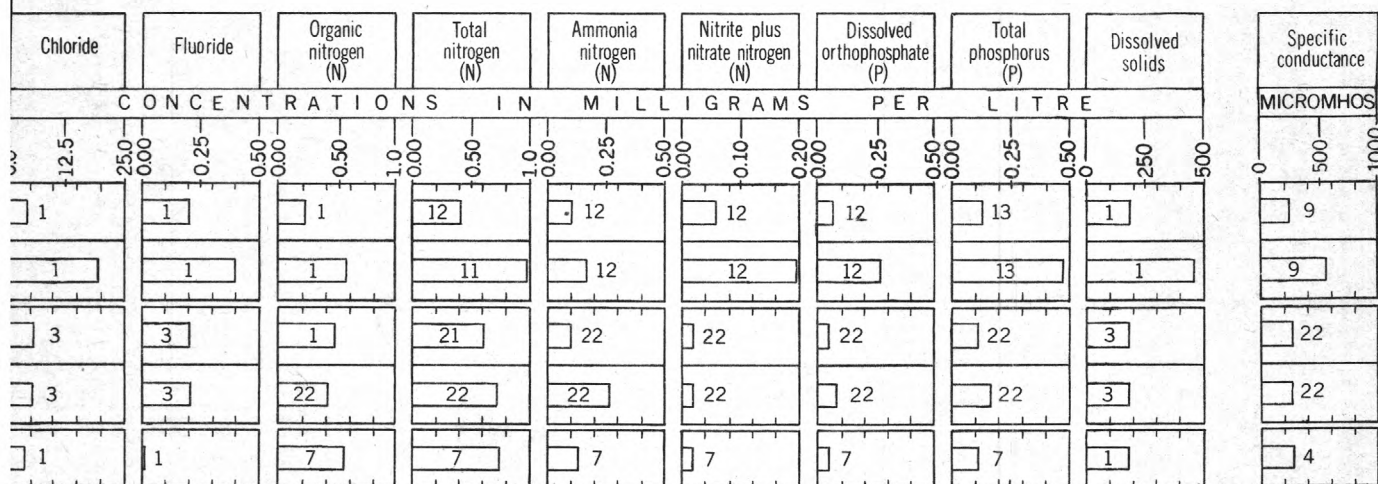 Chloride Fluoride Organic nitrogen (N) Total nitrogen (N) Ammonia nitrogen (N) Nitrite plus nitrate nitrogen (N) Dissolved orthophosphate (P) Total phosphorus (P) Dissolved solids Specific conductance
CONCENTRATIONS IN MILLIGRAMS PER LITRE MICROMHOS
12.5 25.0 0.00 0.25 0.50 0.00 0.50 1.0 0.00 0.50 1.0 0.00 0.25 0.50 0.00 0.10 0.20 0.00 0.25 0.50 0.00 0.25 0.50 0 250 500 0 500 1000
1 1 1 12 12 12 12 13 1 9
1 1 1 11 12 12 12 13 1 9
3 3 1 21 22 22 22 22 3 22
3 3 22 22 22 22 22 22 3 22
1 1 7 7 7 7 7 7 1 4